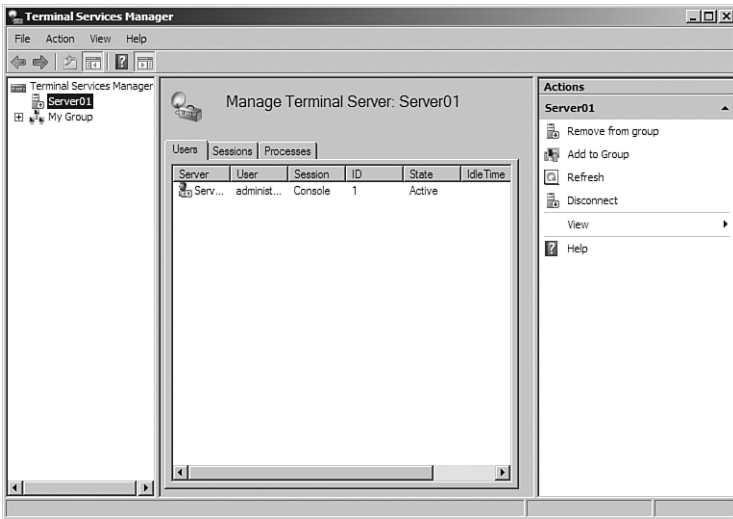 Terminal Services Manager
File Action View Help
Terminal Services Manager
Server01
My Group
Manage Terminal Server: Server01
Users Sessions Processes
Server User Session ID State Idle Time
Serv... administ... Console 1 Active
Actions
Server01
Remove from group
Add to Group
Refresh
Disconnect
View
Help